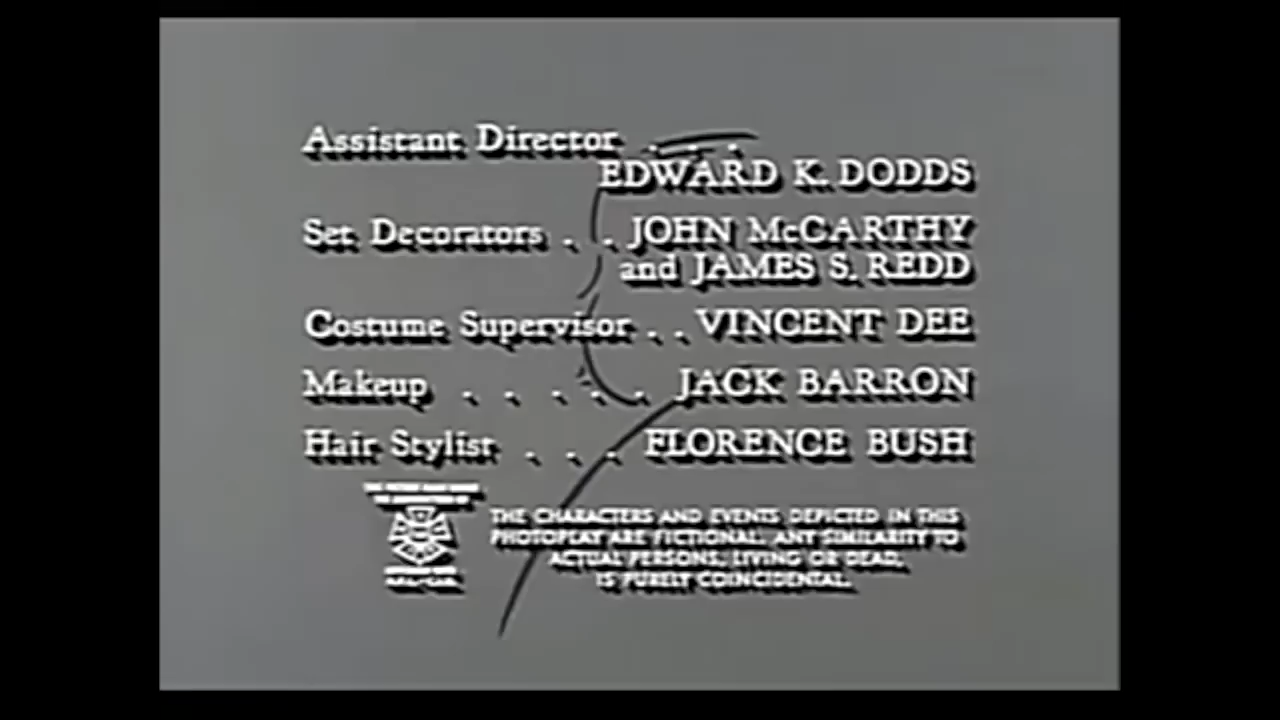 Assistant Director . . .
EDWARD K. DODDS
Set Decorators . . JOHN McCARTHY
and JAMES S. REDD
Costume Supervisor . . VINCENT DEE
Makeup . . . . . JACK BARRON
Hair Stylist . . . FLORENCE BUSH
THE CHARACTERS AND EVENTS DEPICTED IN THIS
PHOTOPLAY ARE FICTIONAL. ANY SIMILARITY TO
ACTUAL PERSONS, LIVING OR DEAD,
IS PURELY COINCIDENTAL.